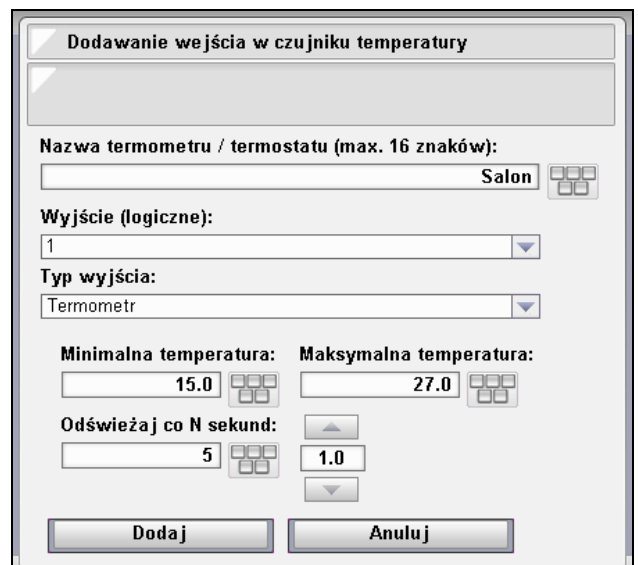 Dodawanie wejścia w czujniku temperatury
Nazwa termometru / termostatu (max. 16 znaków):
Salon
Wyjście (logiczne):
1
Typ wyjścia:
Termometr
Minimalna temperatura: Maksymalna temperatura:
15.0 27.0
Odświeżaj co N sekund:
5 1.0
Dodaj Anuluj